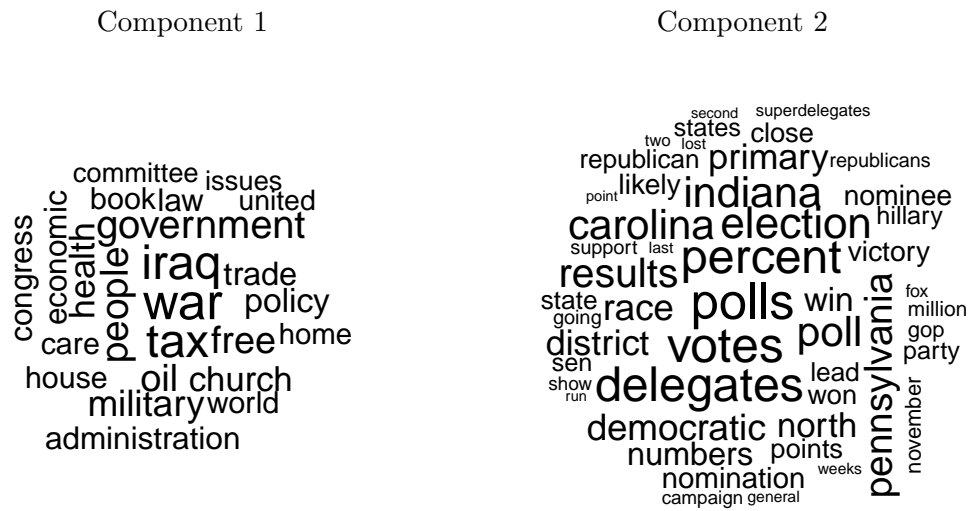 Component 1
Component 2
committee
issues
book
law
united
government
congress
economic
health
people
iraq
trade
war
policy
tax
free
home
care
house
oil
church
military
world
administration
second
superdelegates
states
close
two
lost
republican
primary
republicans
point
likely
indiana
nominee
carolina
election
hillary
support
last
percent
victory
results
state
going
race
polls
win
fox
million
district
votes
poll
gop
party
pennsylvania
sen
show
run
delegates
lead
won
november
democratic
north
numbers
points
weeks
nomination
campaign
general